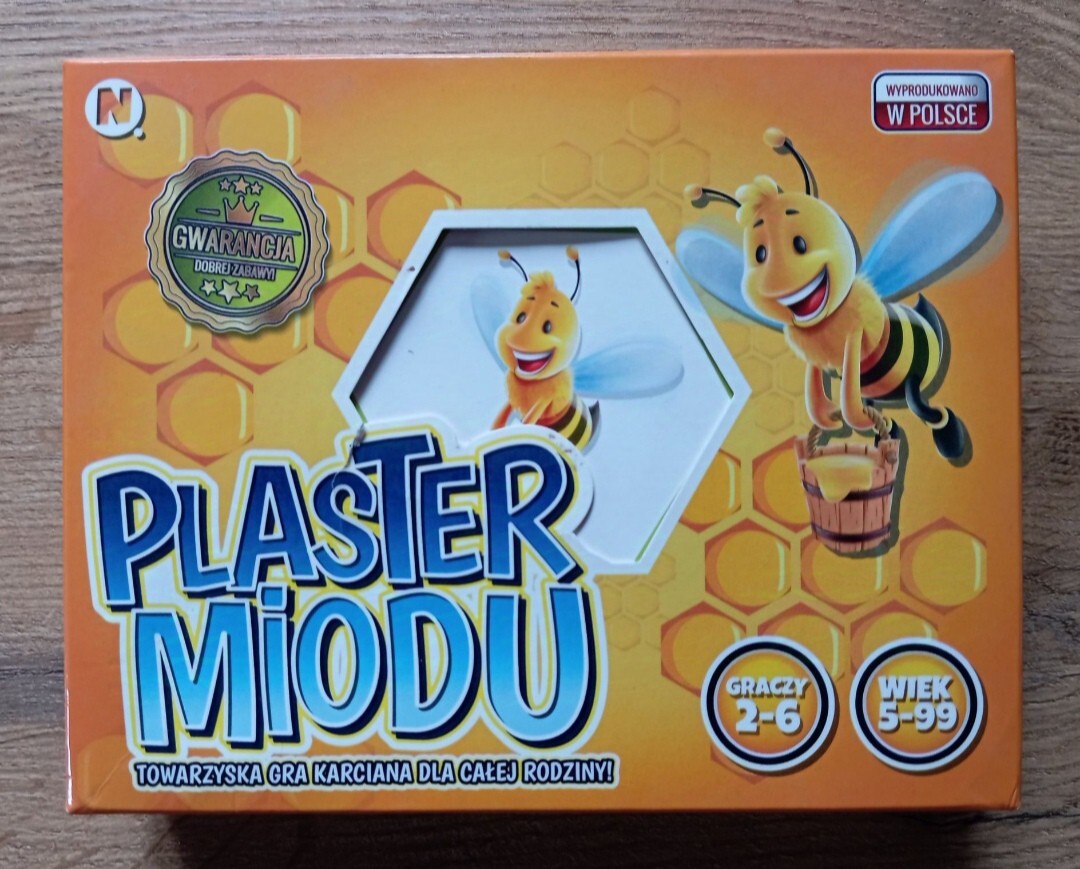 N.
WYPRODUKOWANO
W POLSCE
GWARANCJA
DOBREJ ZABAWY!
PLASTER
MiODU
TOWARZYSKA GRA KARCIANA DLA CAŁEJ RODZINY!
GRACZY
2-6
WIEK
5-99